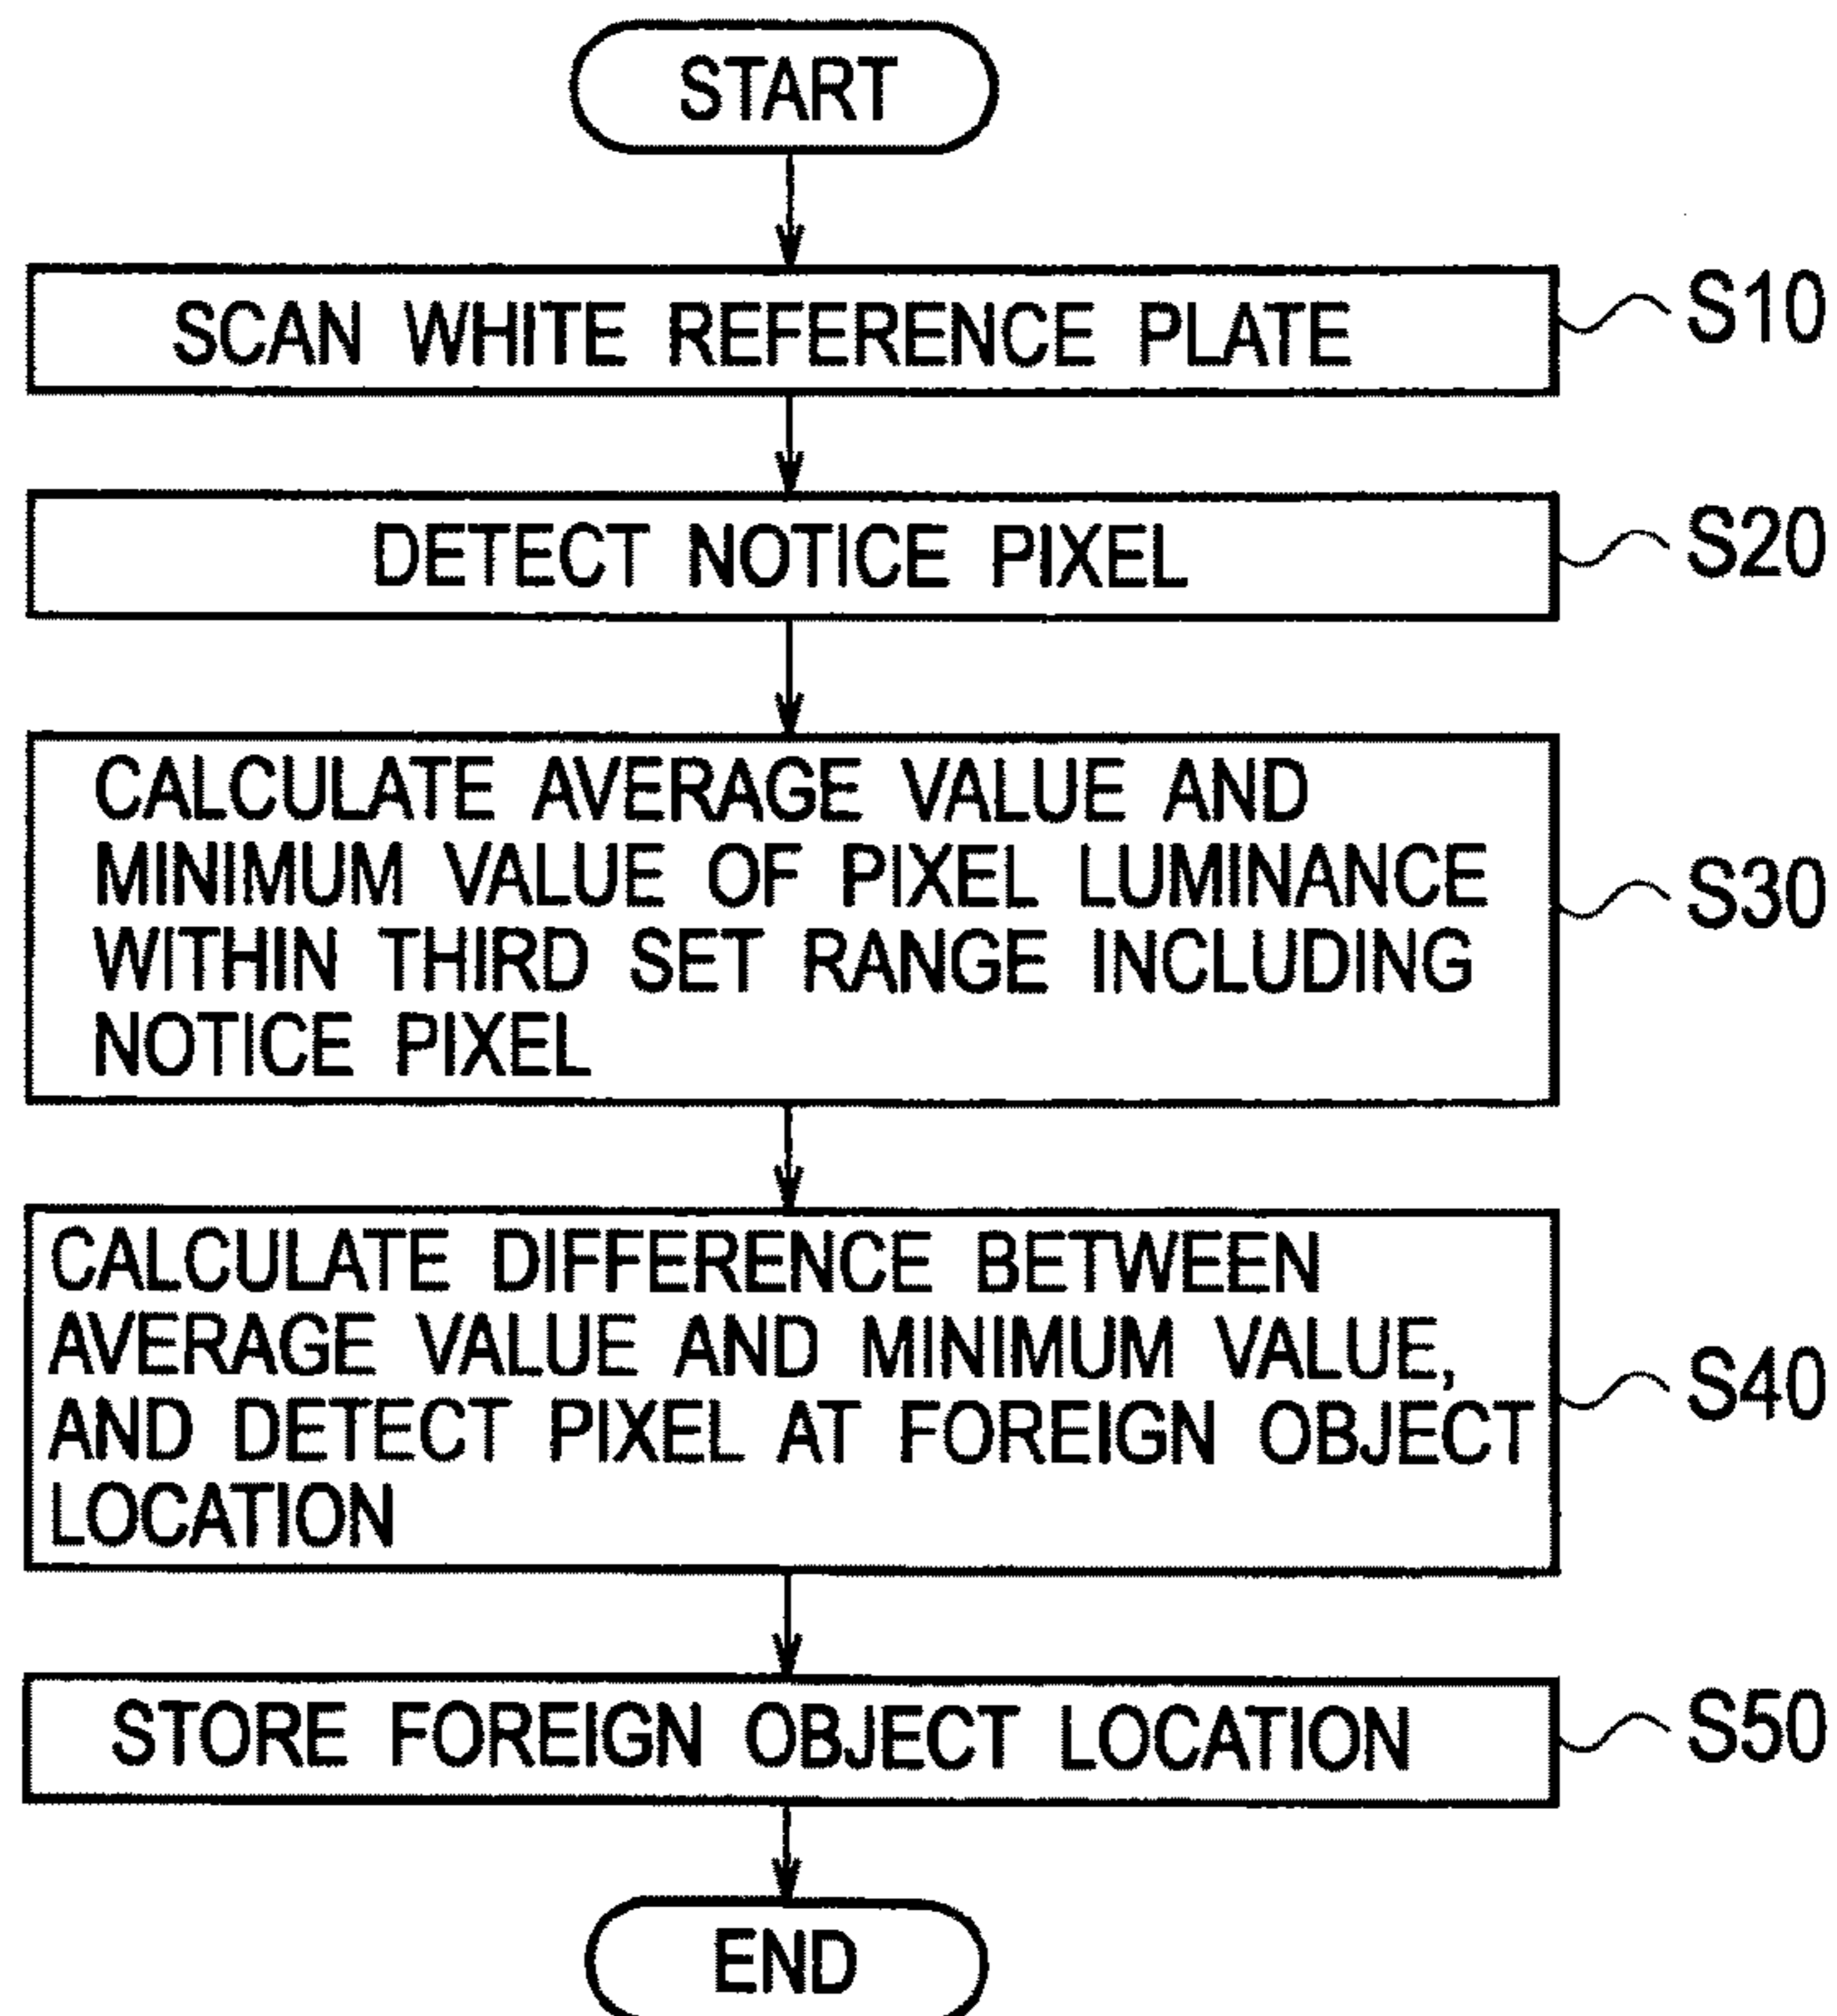 START
SCAN WHITE REFERENCE PLATE
S10
DETECT NOTICE PIXEL
S20
CALCULATE AVERAGE VALUE AND
MINIMUM VALUE OF PIXEL LUMINANCE
WITHIN THIRD SET RANGE INCLUDING
NOTICE PIXEL
S30
CALCULATE DIFFERENCE BETWEEN
AVERAGE VALUE AND MINIMUM VALUE,
AND DETECT PIXEL AT FOREIGN OBJECT
LOCATION
S40
STORE FOREIGN OBJECT LOCATION
S50
END